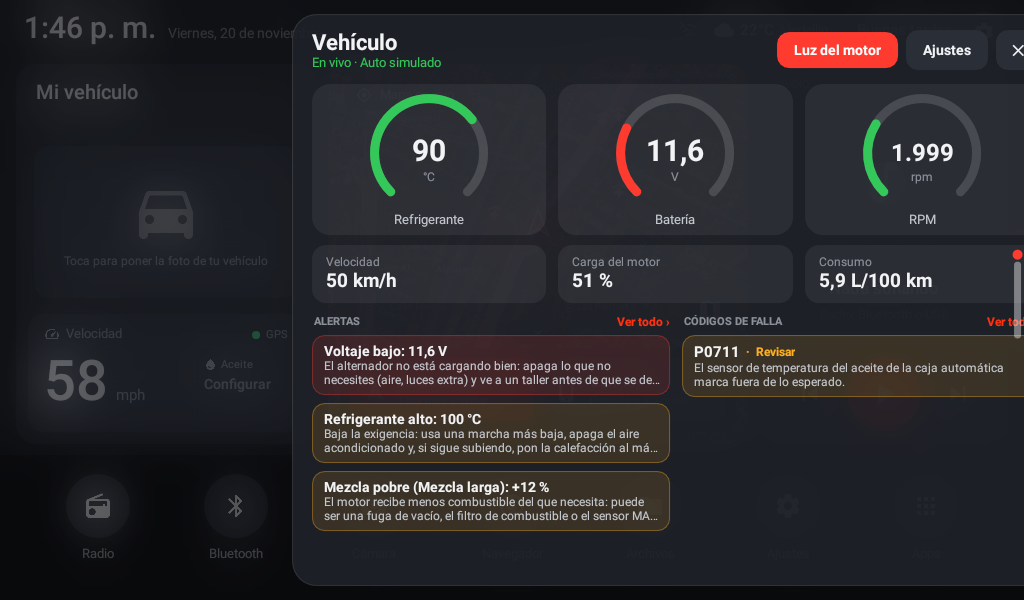 1:46 p. m.
Viernes, 20 de novier
Mi vehículo
Toca para poner la foto de tu vehículo
Velocidad
GPS
58 mph
Aceite
Configurar
Radio
Bluetooth
Vehículo
En vivo · Auto simulado
Luz del motor
Ajustes
90
°C
Refrigerante
11,6
V
Batería
1.999
rpm
RPM
Velocidad
50 km/h
Carga del motor
51 %
Consumo
5,9 L/100 km
ALERTAS
Ver todo ›
Voltaje bajo: 11,6 V
El alternador no está cargando bien: apaga lo que no
necesites (aire, luces extra) y ve a un taller antes de que se de…
Refrigerante alto: 100 °C
Baja la exigencia: usa una marcha más baja, apaga el aire
acondicionado y, si sigue subiendo, pon la calefacción al má…
Mezcla pobre (Mezcla larga): +12 %
El motor recibe menos combustible del que necesita: puede
ser una fuga de vacío, el filtro de combustible o el sensor MA…
CÓDIGOS DE FALLA
Ver tod
P0711 · Revisar
El sensor de temperatura del aceite de la caja automática
marca fuera de lo esperado.